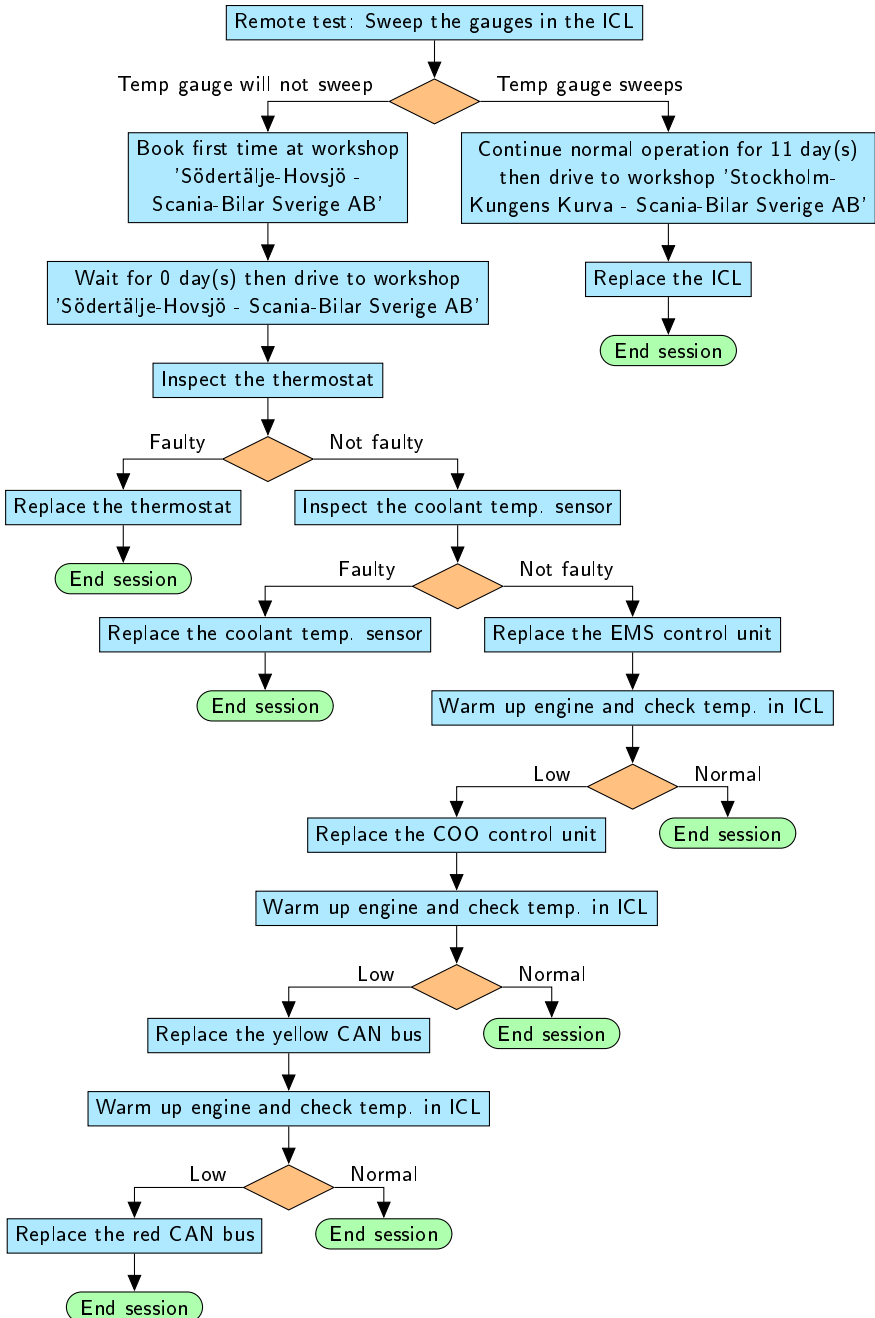 Remote test: Sweep the gauges in the ICL
Temp gauge will not sweep
Temp gauge sweeps
Book first time at workshop
'Södertälje-Hovsjö -
Scania-Bilar Sverige AB'
Continue normal operation for 11 day(s)
then drive to workshop 'Stockholm-
Kungens Kurva - Scania-Bilar Sverige AB'
Wait for 0 day(s) then drive to workshop
'Södertälje-Hovsjö - Scania-Bilar Sverige AB'
Replace the ICL
End session
Inspect the thermostat
Faulty
Not faulty
Replace the thermostat
Inspect the coolant temp. sensor
End session
Faulty
Not faulty
Replace the coolant temp. sensor
Replace the EMS control unit
End session
Warm up engine and check temp. in ICL
Low
Normal
Replace the COO control unit
End session
Warm up engine and check temp. in ICL
Low
Normal
Replace the yellow CAN bus
End session
Warm up engine and check temp. in ICL
Low
Normal
Replace the red CAN bus
End session
End session